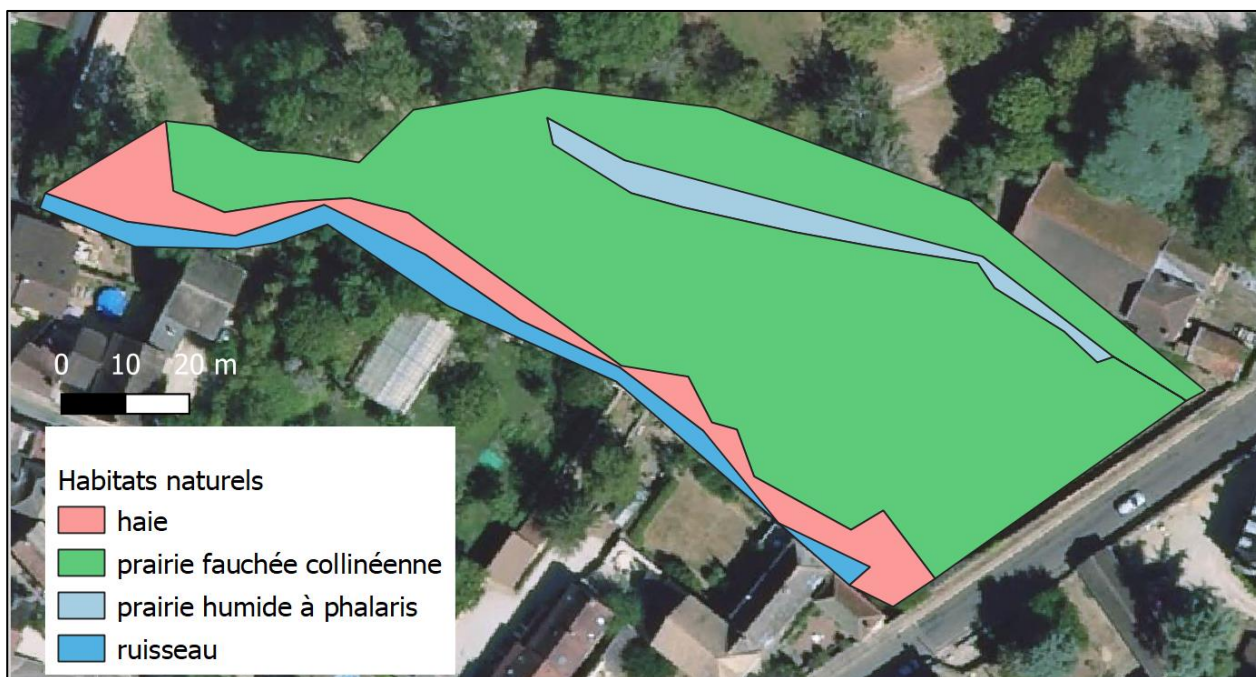 0 10 20 m
Habitats naturels
haie
prairie fauchée collinéenne
prairie humide à phalaris
ruisseau